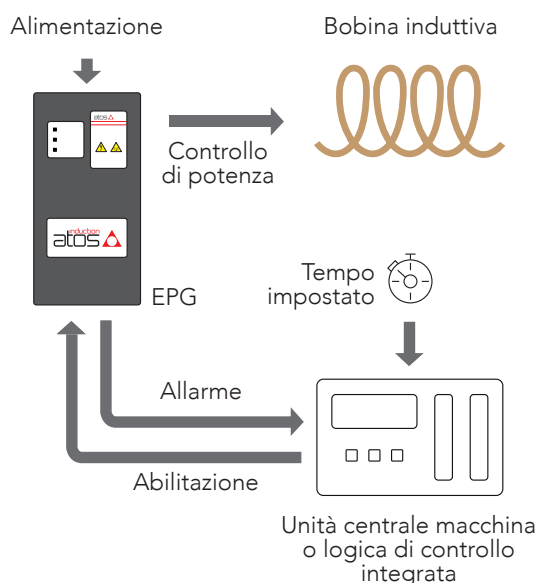 Alimentazione
Bobina induttiva
atos
Controllo
di potenza
induction
atos
EPG
Tempo
impostato
Allarme
Abilitazione
Unità centrale macchina
o logica di controllo
integrata